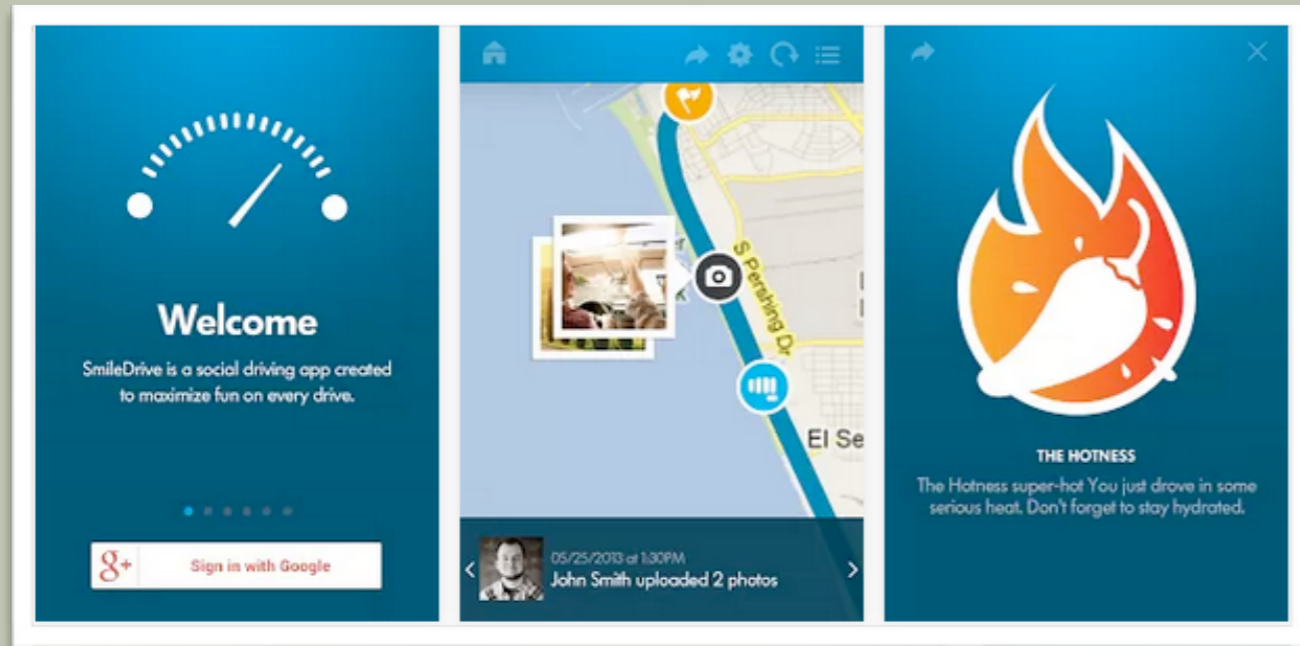 Welcome
SmileDrive is a social driving app created
to maximize fun on every drive.
g+
Sign in with Google
S Pershing Dr
El Se
05/25/2013 at 1:30PM
John Smith uploaded 2 photos
THE HOTNESS
The Hotness super-hot You just drove in some
serious heat. Don't forget to stay hydrated.